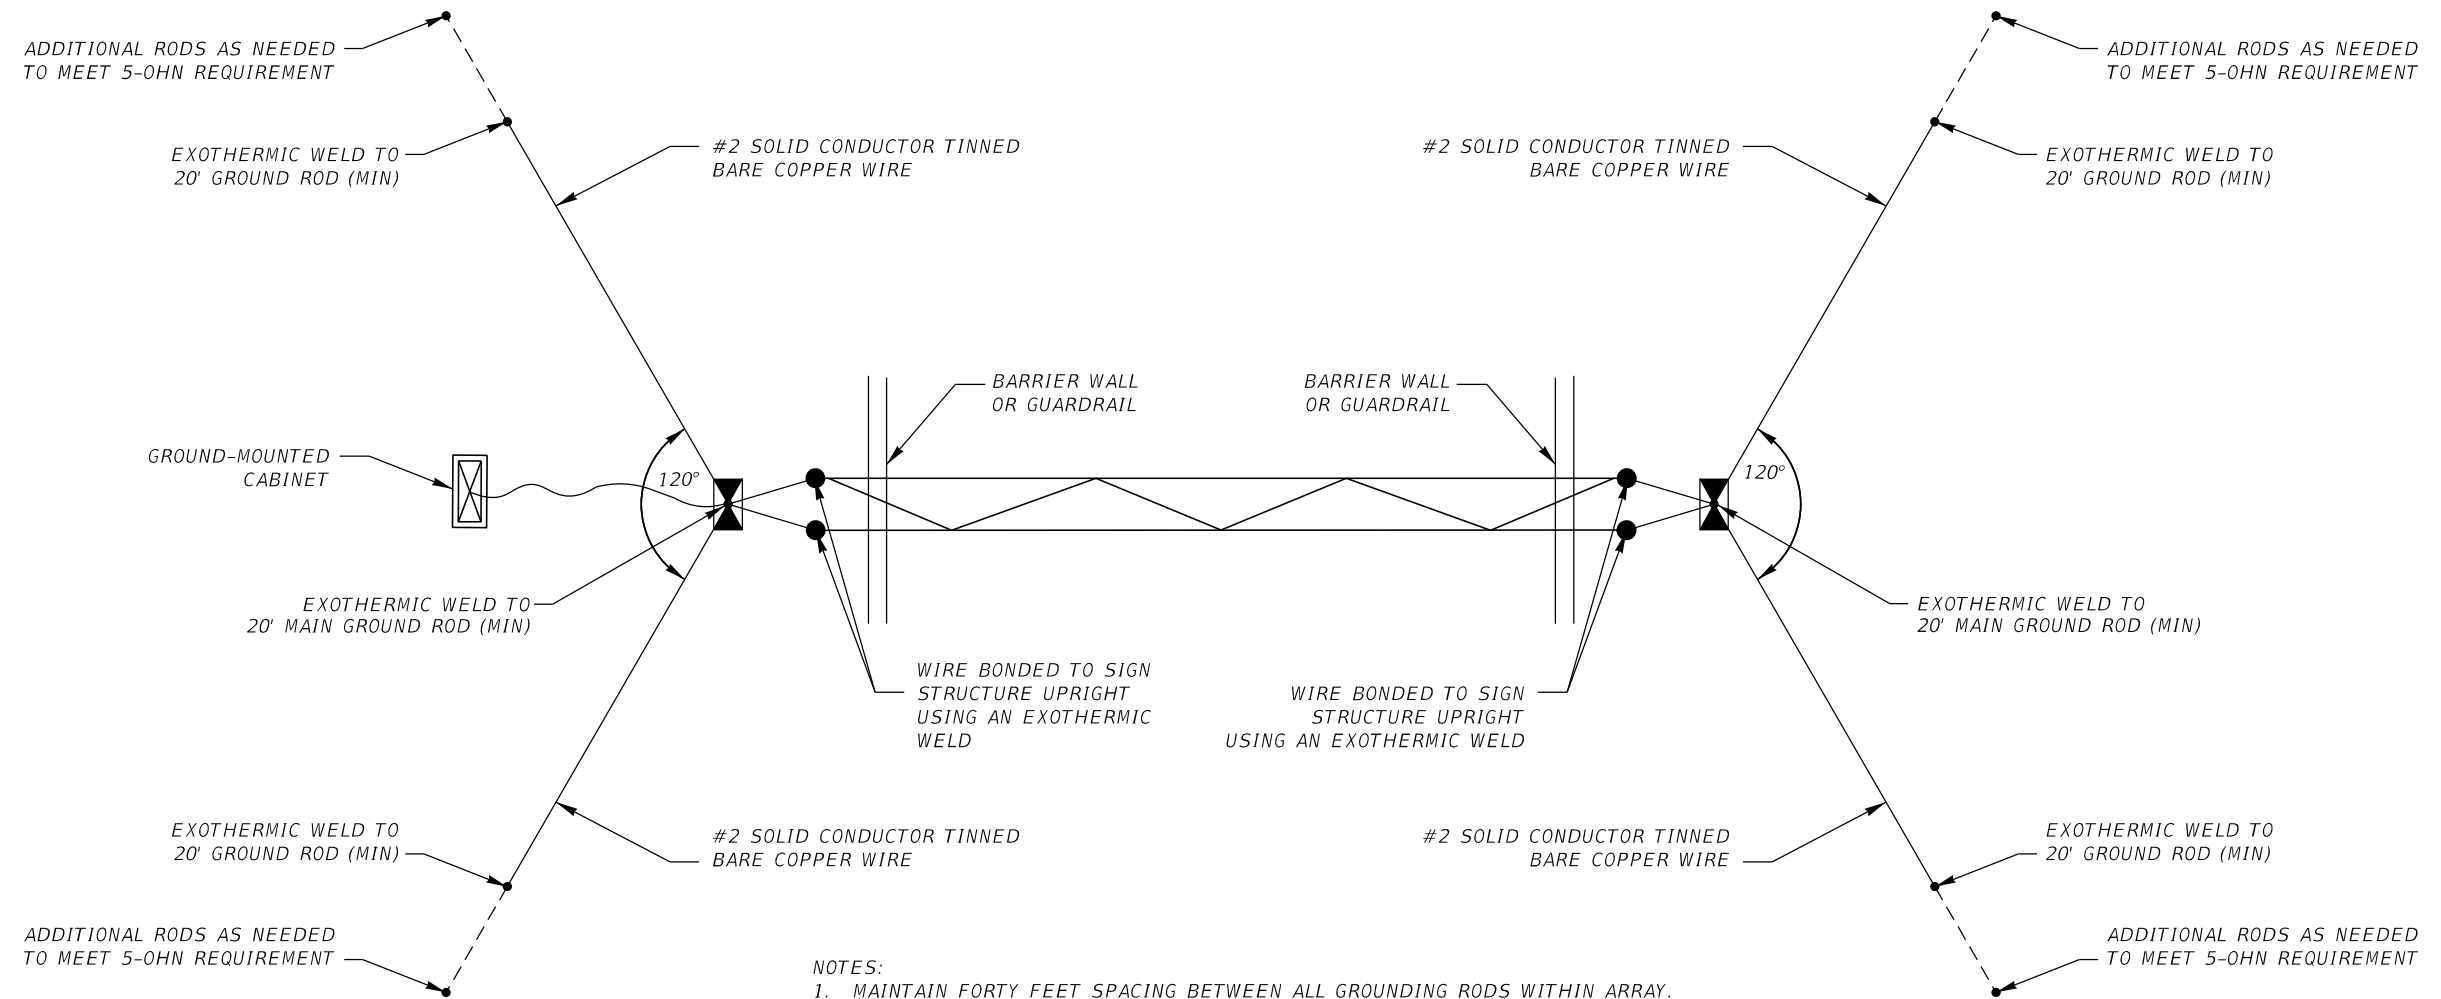 ADDITIONAL RODS AS NEEDED
TO MEET 5-OHN REQUIREMENT
ADDITIONAL RODS AS NEEDED
TO MEET 5-OHN REQUIREMENT
EXOTHERMIC WELD TO
20' GROUND ROD (MIN)
#2 SOLID CONDUCTOR TINNED
BARE COPPER WIRE
#2 SOLID CONDUCTOR TINNED
BARE COPPER WIRE
EXOTHERMIC WELD TO
20' GROUND ROD (MIN)
BARRIER WALL
OR GUARDRAIL
BARRIER WALL
OR GUARDRAIL
GROUND-MOUNTED
CABINET
120°
120°
EXOTHERMIC WELD TO
20' MAIN GROUND ROD (MIN)
EXOTHERMIC WELD TO
20' MAIN GROUND ROD (MIN)
WIRE BONDED TO SIGN
STRUCTURE UPRIGHT
USING AN EXOTHERMIC
WELD
WIRE BONDED TO SIGN
STRUCTURE UPRIGHT
USING AN EXOTHERMIC WELD
EXOTHERMIC WELD TO
20' GROUND ROD (MIN)
#2 SOLID CONDUCTOR TINNED
BARE COPPER WIRE
#2 SOLID CONDUCTOR TINNED
BARE COPPER WIRE
EXOTHERMIC WELD TO
20' GROUND ROD (MIN)
ADDITIONAL RODS AS NEEDED
TO MEET 5-OHN REQUIREMENT
ADDITIONAL RODS AS NEEDED
TO MEET 5-OHN REQUIREMENT
NOTES:
1. MAINTAIN FORTY FEET SPACING BETWEEN ALL GROUNDING RODS WITHIN ARRAY.